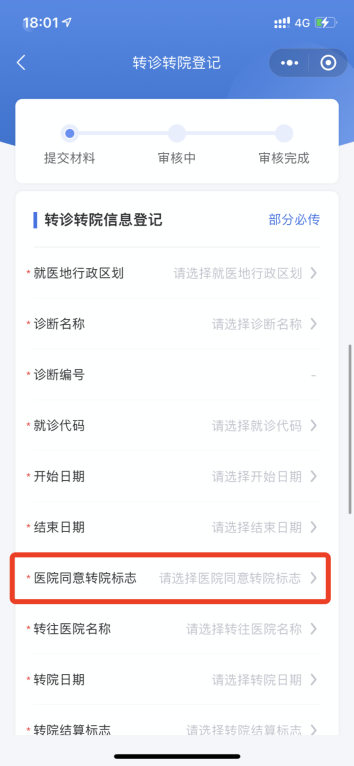 18:01 4G
转诊转院登记
提交材料 审核中 审核完成
转诊转院信息登记 部分必传
*就医地行政区划 请选择就医地行政区划
*诊断名称 请选择诊断名称
*诊断编号 -
*就诊代码 请选择就诊代码
*开始日期 请选择开始日期
*结束日期 请选择结束日期
*医院同意转院标志 请选择医院同意转院标志
*转往医院名称 请选择转往医院名称
*转院日期 请选择转院日期
*转院结算标志 请选择转院结算标志